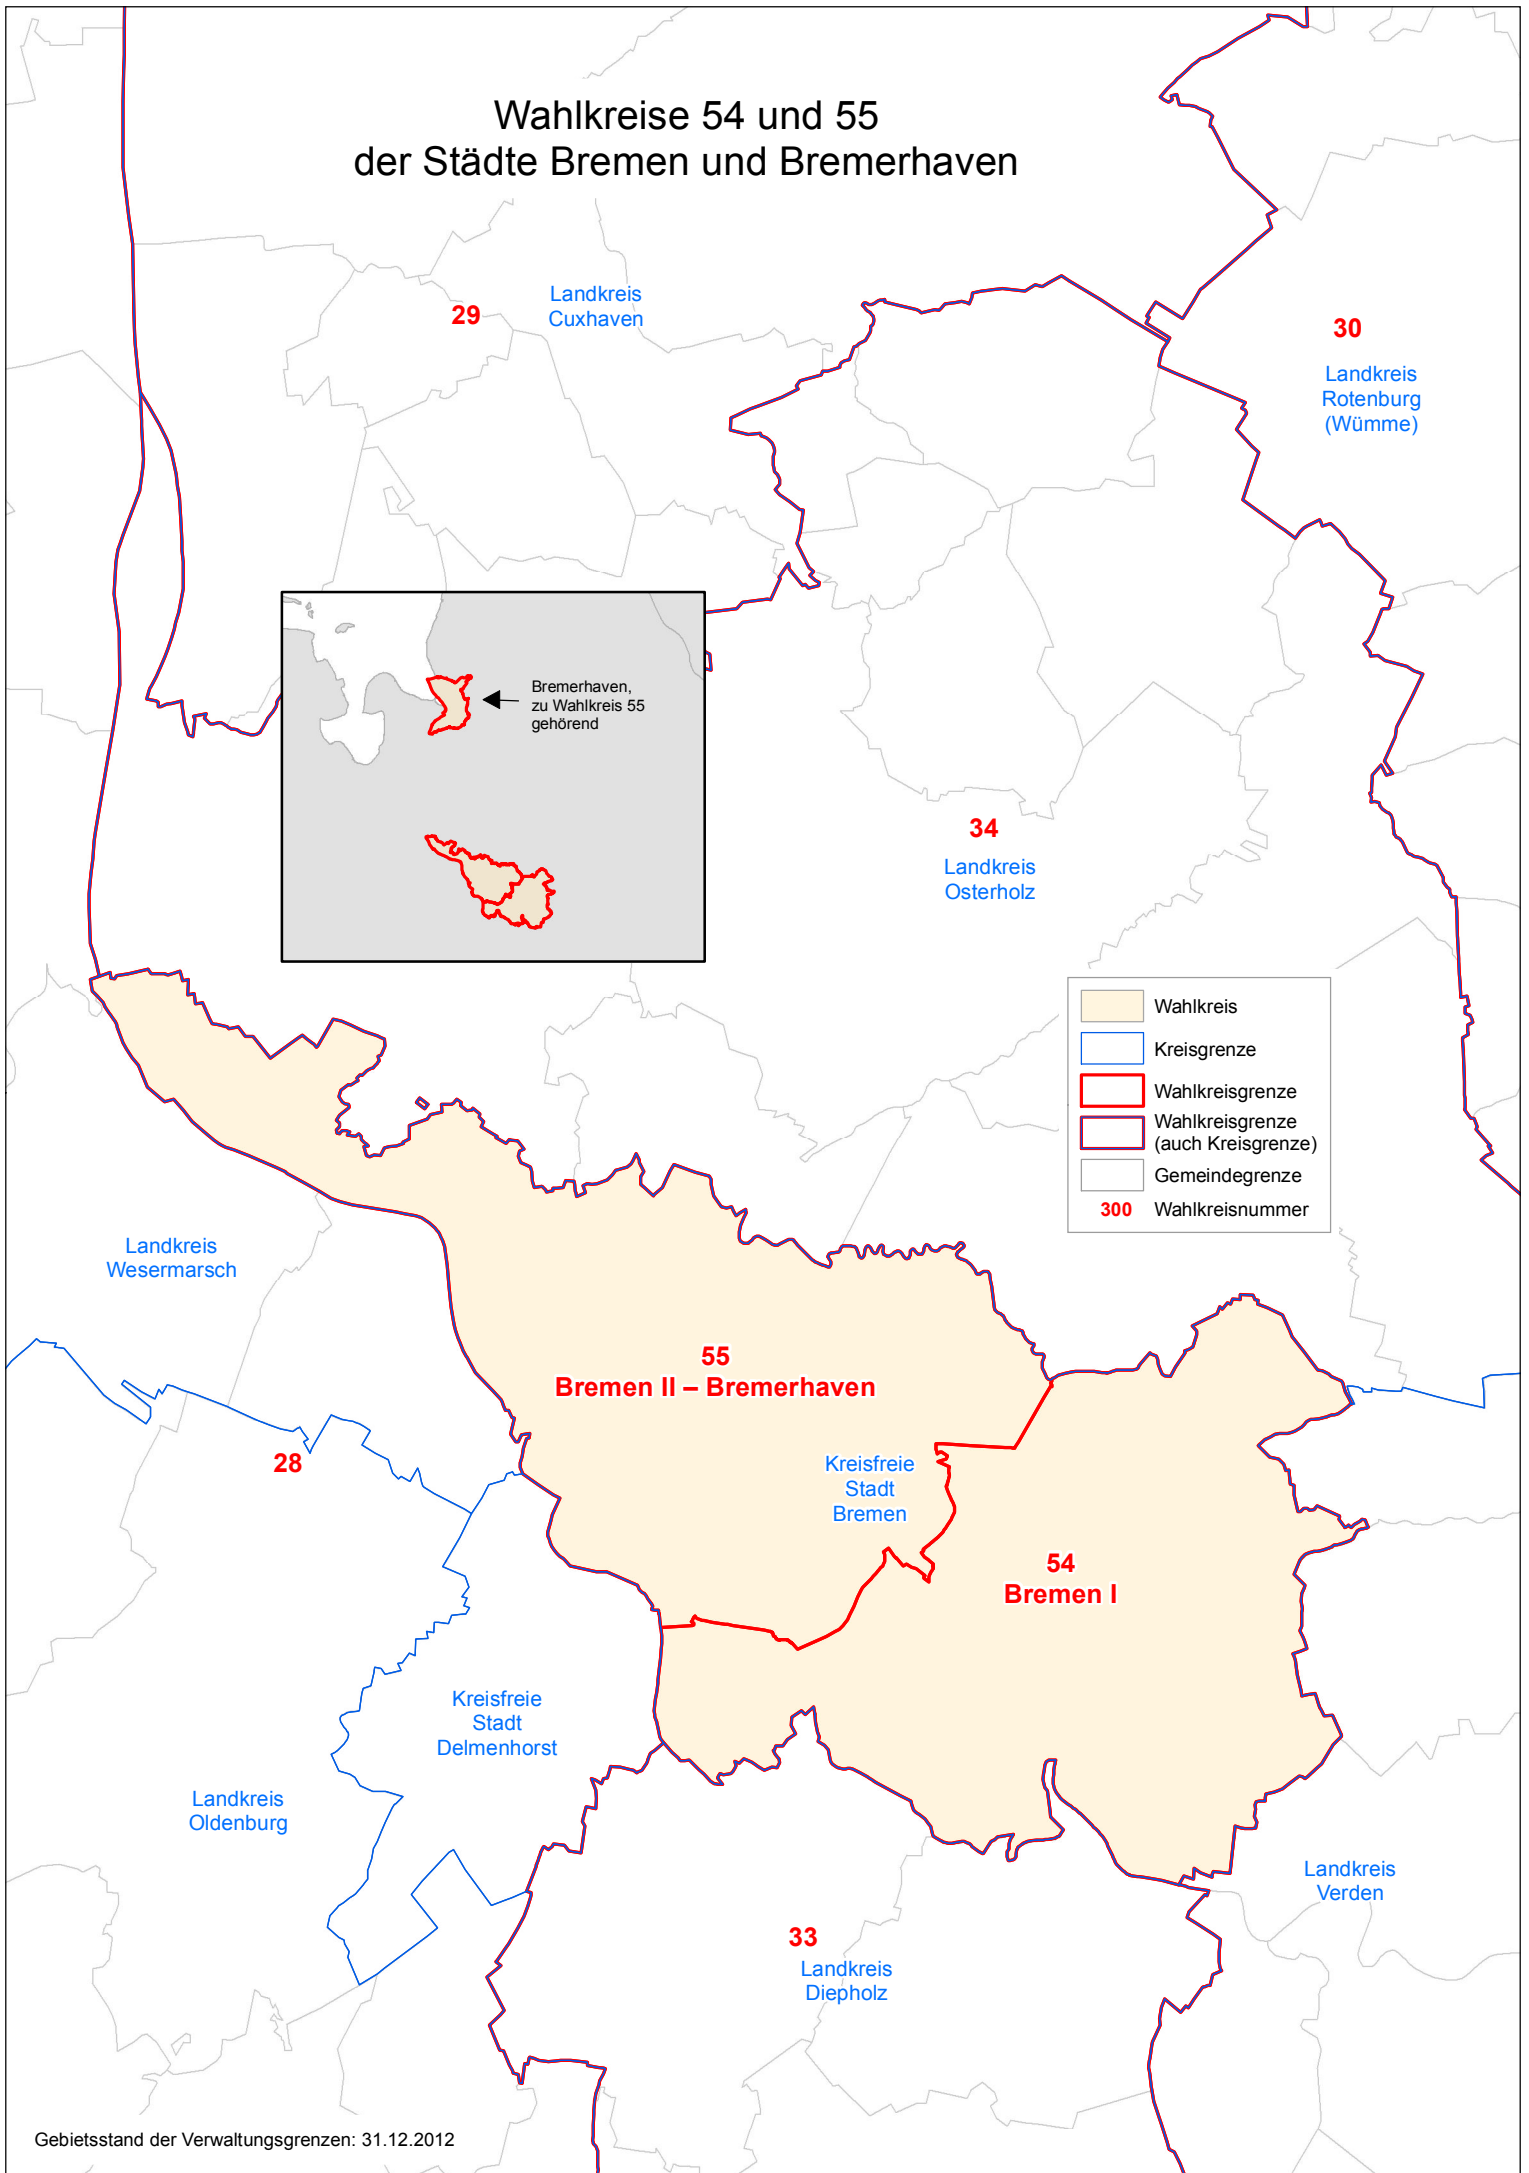 Wahlkreise 54 und 55
der Städte Bremen und Bremerhaven
29
Landkreis
Cuxhaven
30
Landkreis
Rotenburg
(Wümme)
Bremerhaven,
zu Wahlkreis 55
gehörend
34
Landkreis
Osterholz
Wahlkreis
Kreisgrenze
Wahlkreisgrenze
Wahlkreisgrenze
(auch Kreisgrenze)
Gemeindegrenze
300 Wahlkreisnummer
Landkreis
Wesermarsch
55
Bremen II – Bremerhaven
28
Kreisfreie
Stadt
Bremen
54
Bremen I
Kreisfreie
Stadt
Delmenhorst
Landkreis
Oldenburg
Landkreis
Verden
33
Landkreis
Diepholz
Gebietsstand der Verwaltungsgrenzen: 31.12.2012